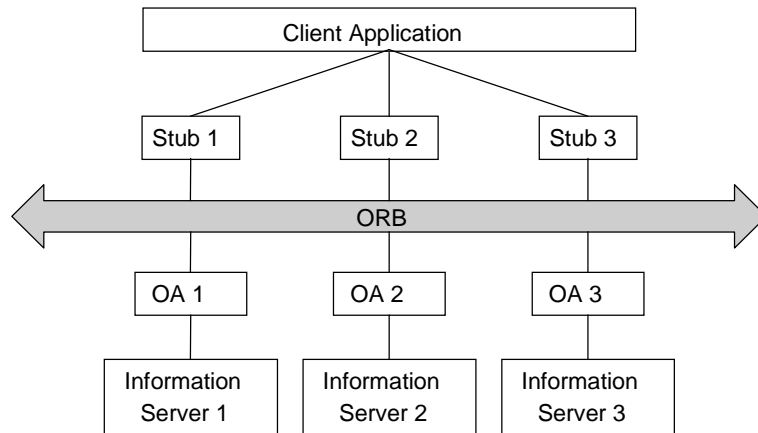 Client Application
Stub 1
Stub 2
Stub 3
ORB
OA 1
OA 2
OA 3
Information
Server 1
Information
Server 2
Information
Server 3